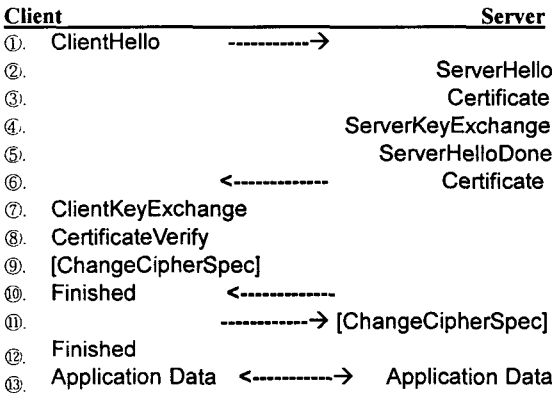 Client Server
①. ClientHello ------------→
②. ServerHello
③. Certificate
④. ServerKeyExchange
⑤. ServerHelloDone
⑥. <------------- Certificate
⑦. ClientKeyExchange
⑧. CertificateVerify
⑨. [ChangeCipherSpec]
⑩. Finished <-------------
⑪. -------------→ [ChangeCipherSpec]
⑫. Finished
⑬. Application Data <-----------→ Application Data